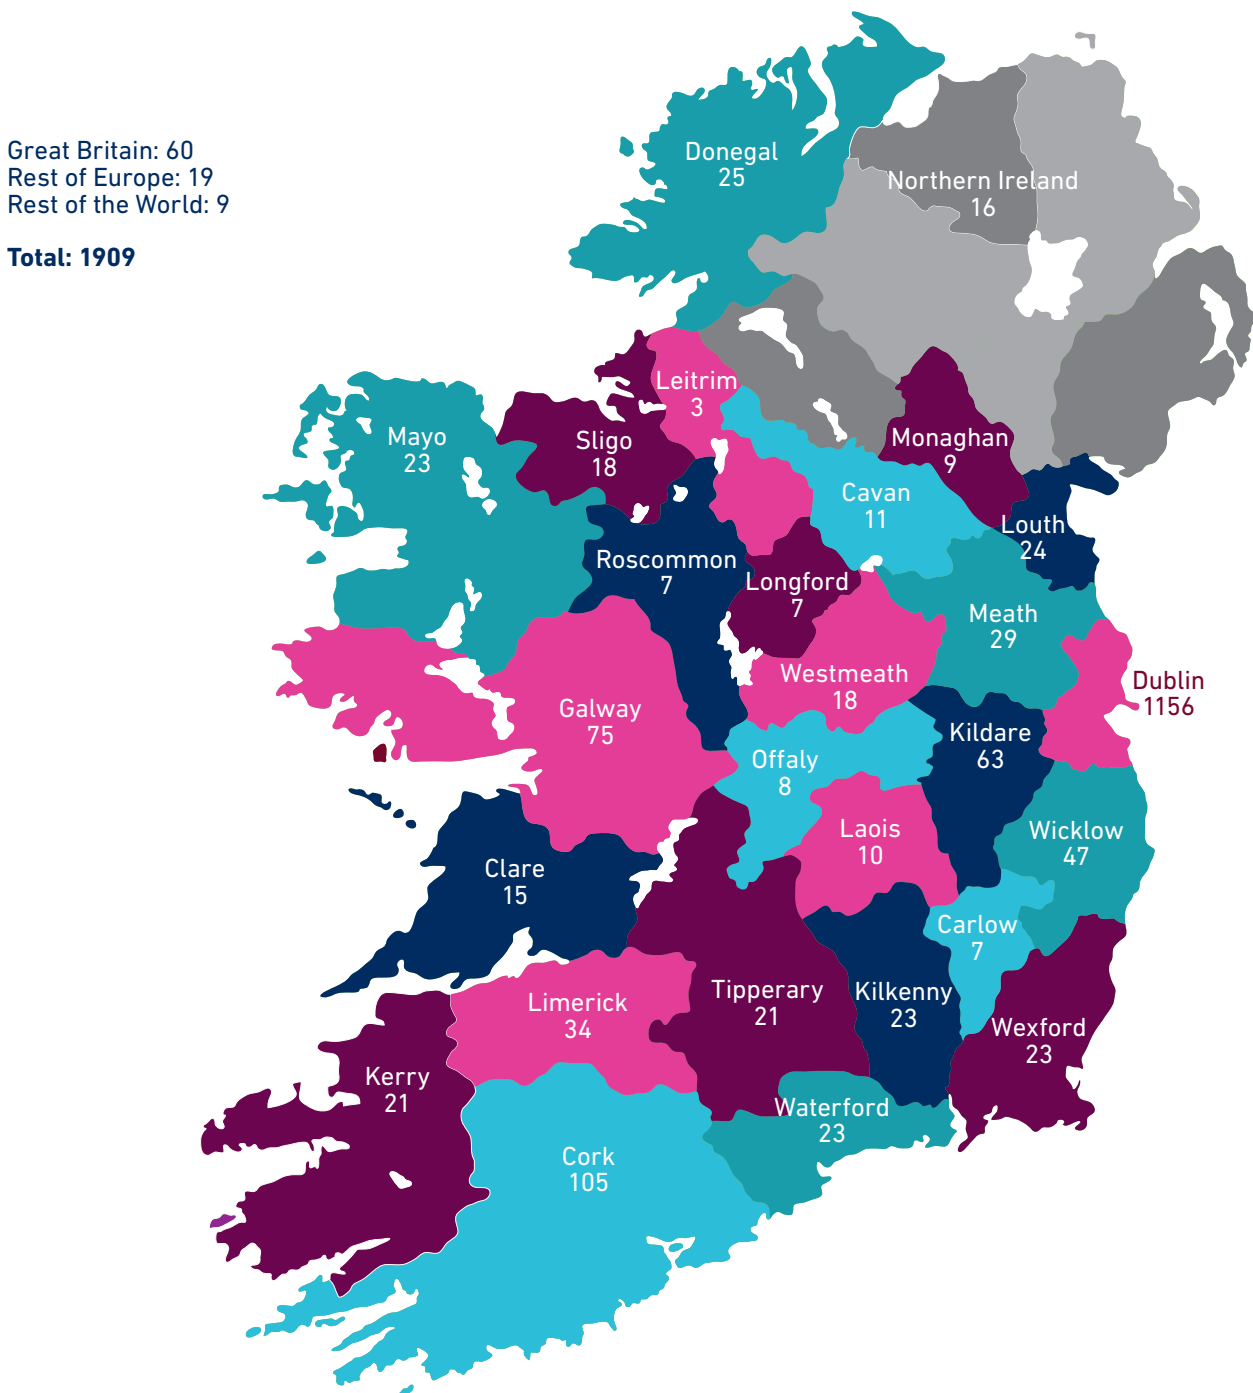 Great Britain: 60
Rest of Europe: 19
Rest of the World: 9
Total: 1909
Donegal
25
Northern Ireland
16
Leitrim
3
Mayo
23
Sligo
18
Monaghan
9
Cavan
11
Louth
24
Roscommon
7
Longford
7
Meath
29
Westmeath
18
Dublin
1156
Galway
75
Kildare
63
Offaly
8
Laois
10
Wicklow
47
Clare
15
Carlow
7
Limerick
34
Tipperary
21
Kilkenny
23
Wexford
23
Kerry
21
Waterford
23
Cork
105